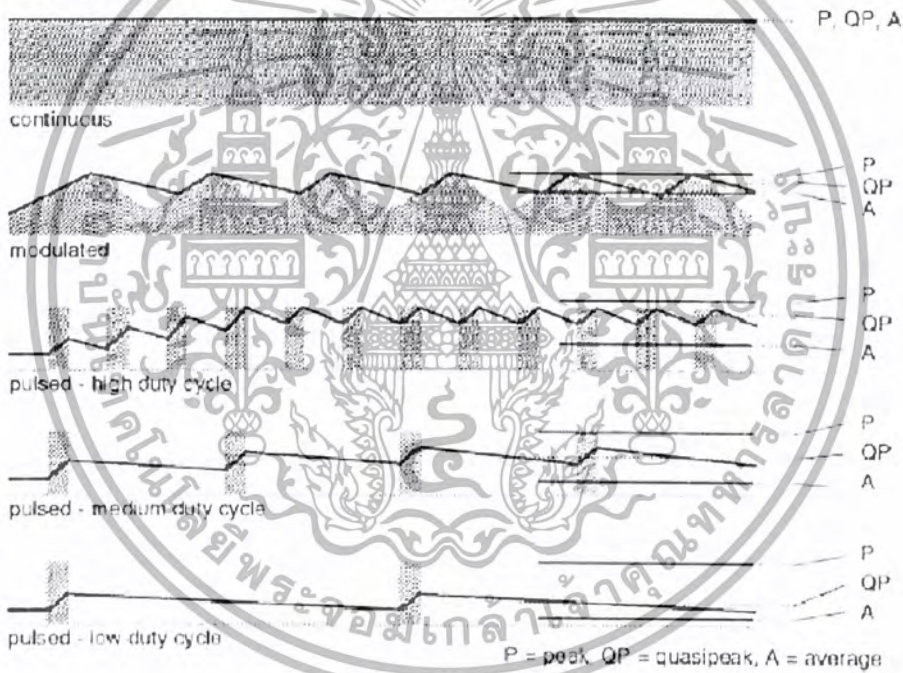 P, QP, A
continuous
P
QP
A
modulated
P
QP
A
pulsed - high duty cycle
P
QP
A
pulsed - medium duty cycle
P
QP
A
pulsed - low duty cycle
P = peak, QP = quasipeak, A = average